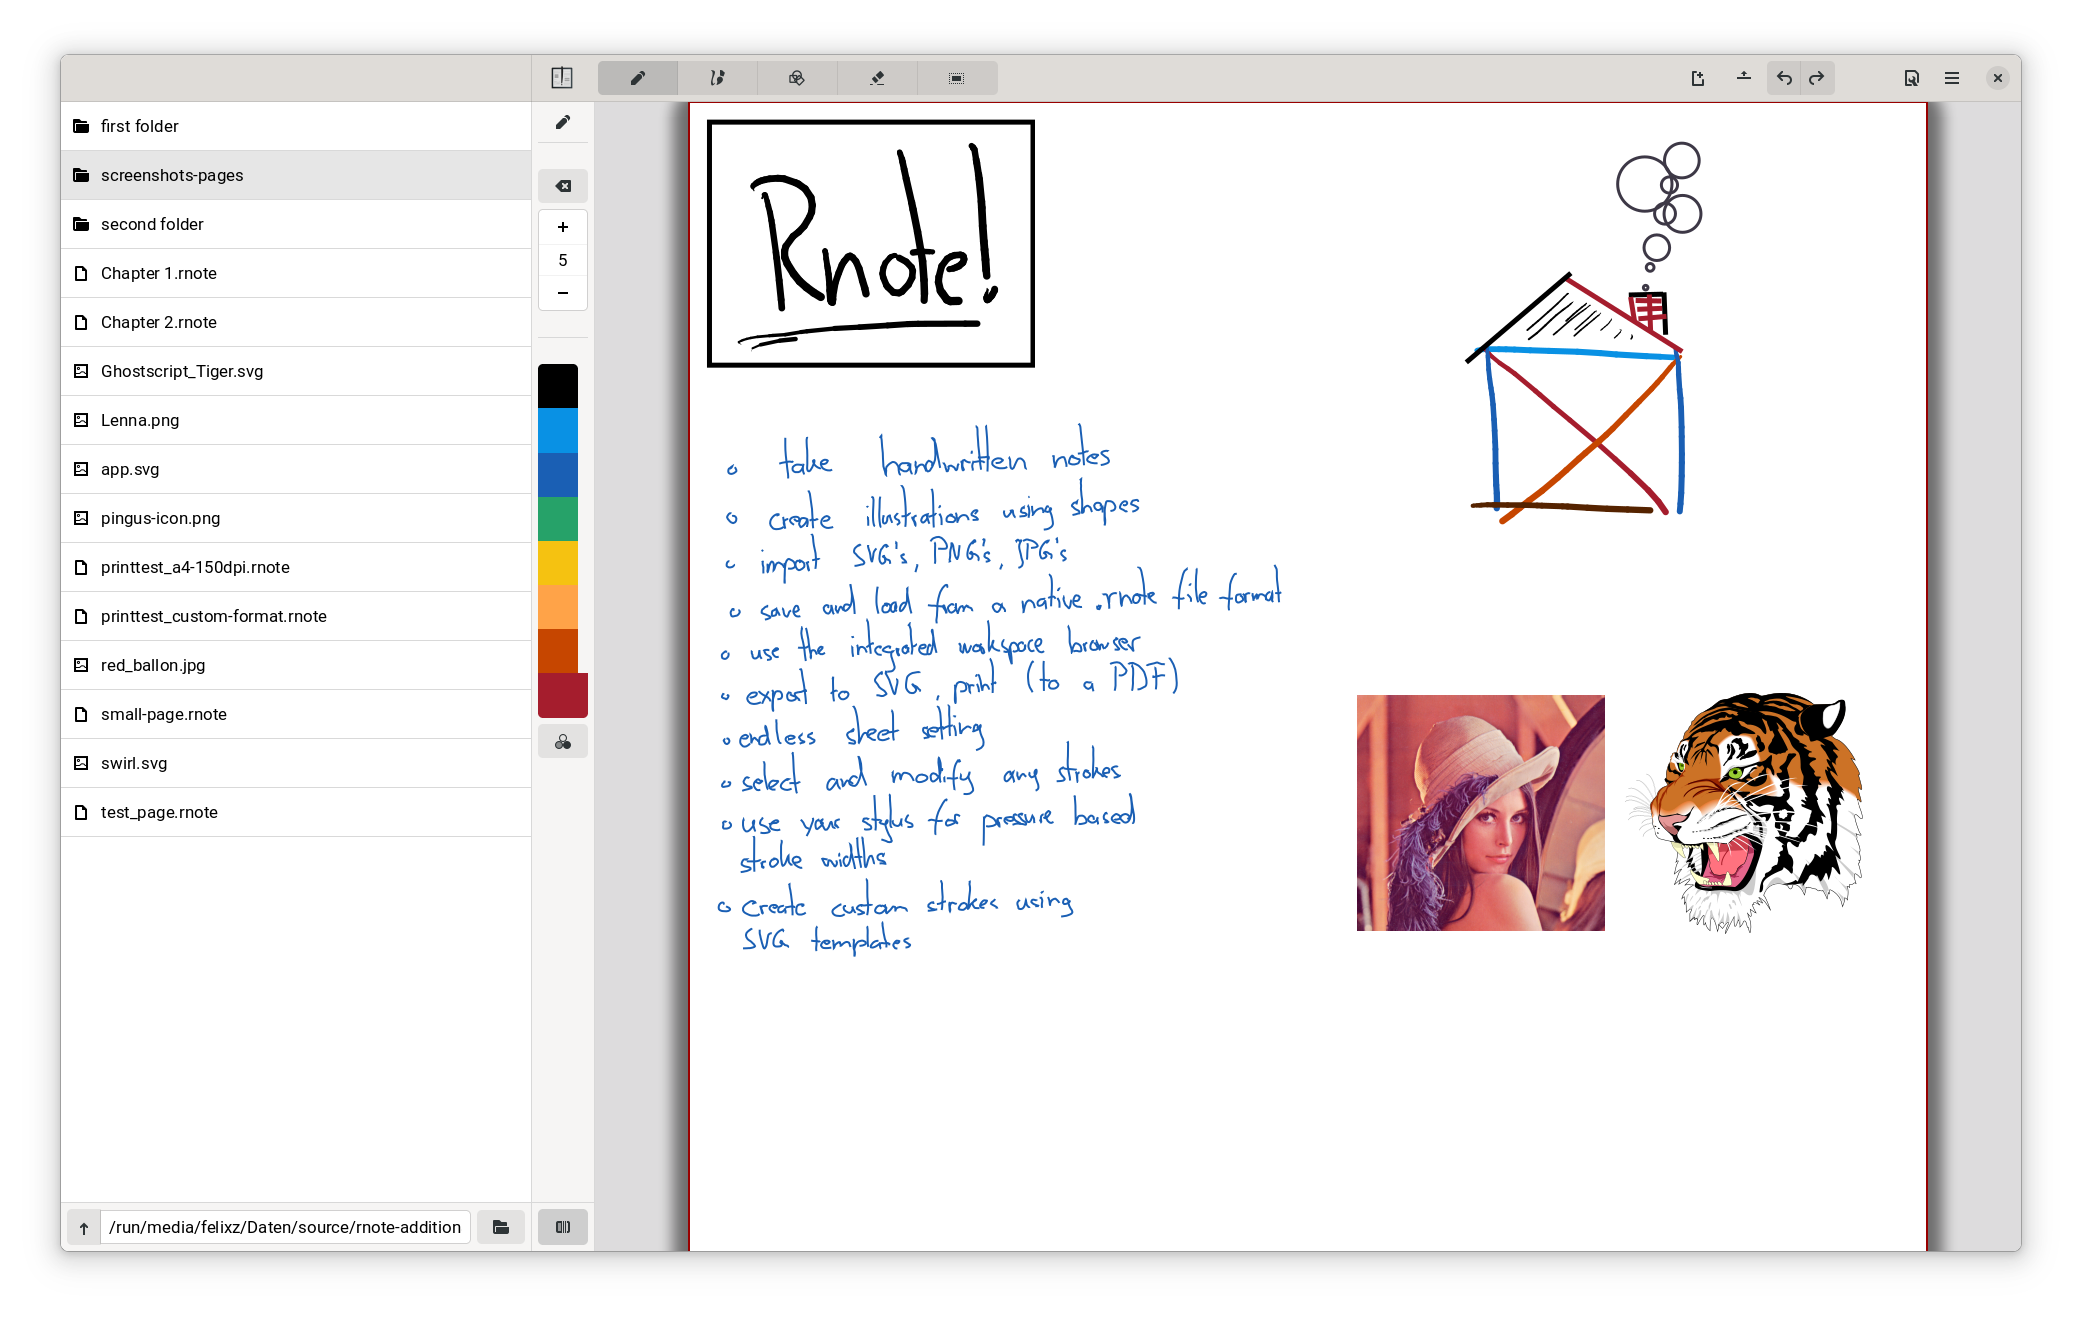 first folder
screenshots-pages
second folder
Chapter 1.rnote
Chapter 2.rnote
Ghostscript_Tiger.svg
Lenna.png
app.svg
pingus-icon.png
printtest_a4-150dpi.rnote
printtest_custom-format.rnote
red_ballon.jpg
small-page.rnote
swirl.svg
test_page.rnote
/run/media/felixz/Daten/source/rnote-addition
+
5
−
Rnote!
take handwritten notes
create illustrations using shapes
import SVG's, PNG's, JPG's
save and load from a native .rnote file format
use the integrated workspace browser
export to SVG, print (to a PDF)
endless sheet setting
select and modify any strokes
use your stylus for pressure based
stroke widths
Create custom strokes using
SVG templates